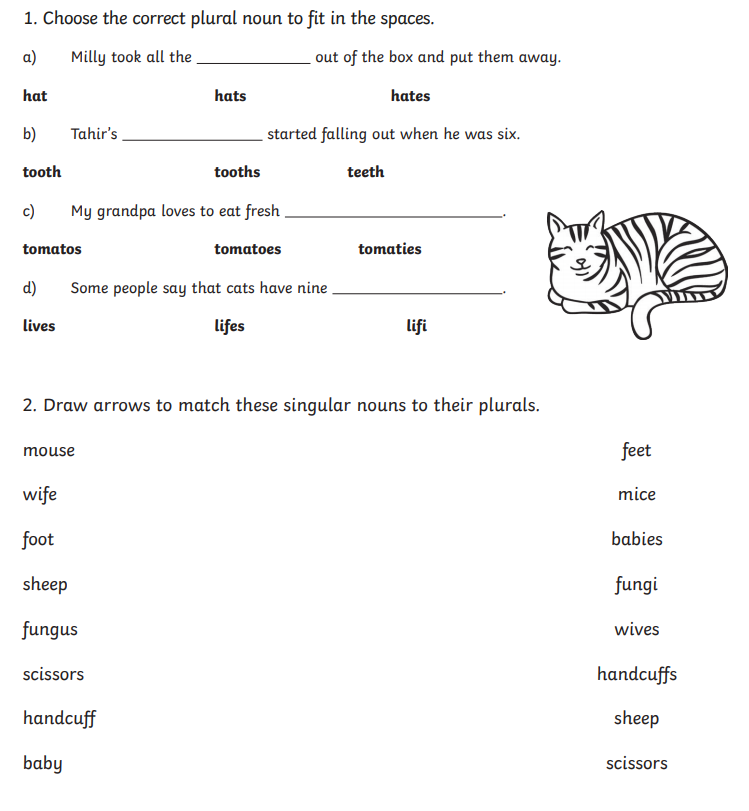 1. Choose the correct plural noun to fit in the spaces.
a) Milly took all the _____________ out of the box and put them away.
hat hats hates
b) Tahir's ________________ started falling out when he was six.
tooth tooths teeth
c) My grandpa loves to eat fresh _________________________.
tomatos tomatoes tomaties
d) Some people say that cats have nine ____________________.
lives lifes lifi
2. Draw arrows to match these singular nouns to their plurals.
mouse feet
wife mice
foot babies
sheep fungi
fungus wives
scissors handcuffs
handcuff sheep
baby scissors